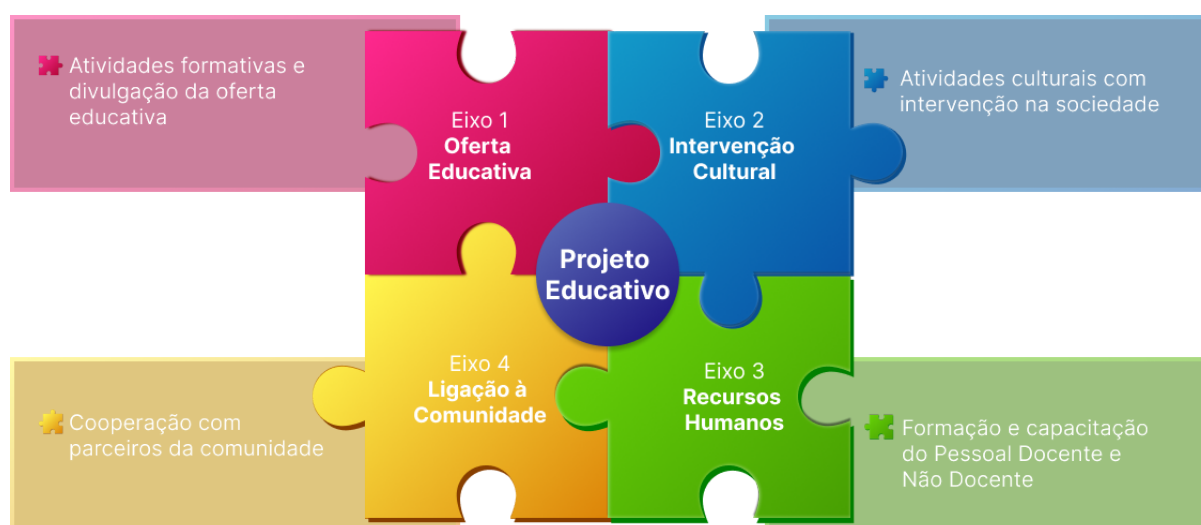 Atividades formativas e
divulgação da oferta
educativa
Eixo 1
Oferta
Educativa
Eixo 2
Intervenção
Cultural
Atividades culturais com
intervenção na sociedade
Projeto
Educativo
Cooperação com
parceiros da comunidade
Eixo 4
Ligação à
Comunidade
Eixo 3
Recursos
Humanos
Formação e capacitação
do Pessoal Docente e
Não Docente